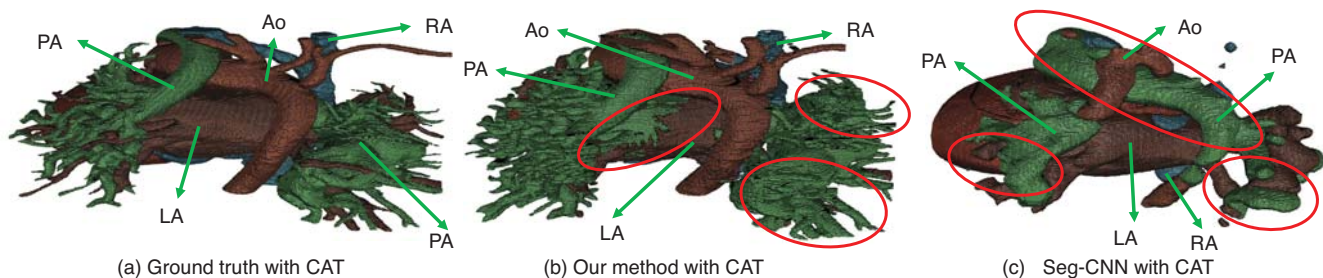 PA
Ao
RA
LA
PA
Ao
PA
RA
LA
PA
Ao
PA
LA
RA
(a) Ground truth with CAT
(b) Our method with CAT
(c) Seg-CNN with CAT